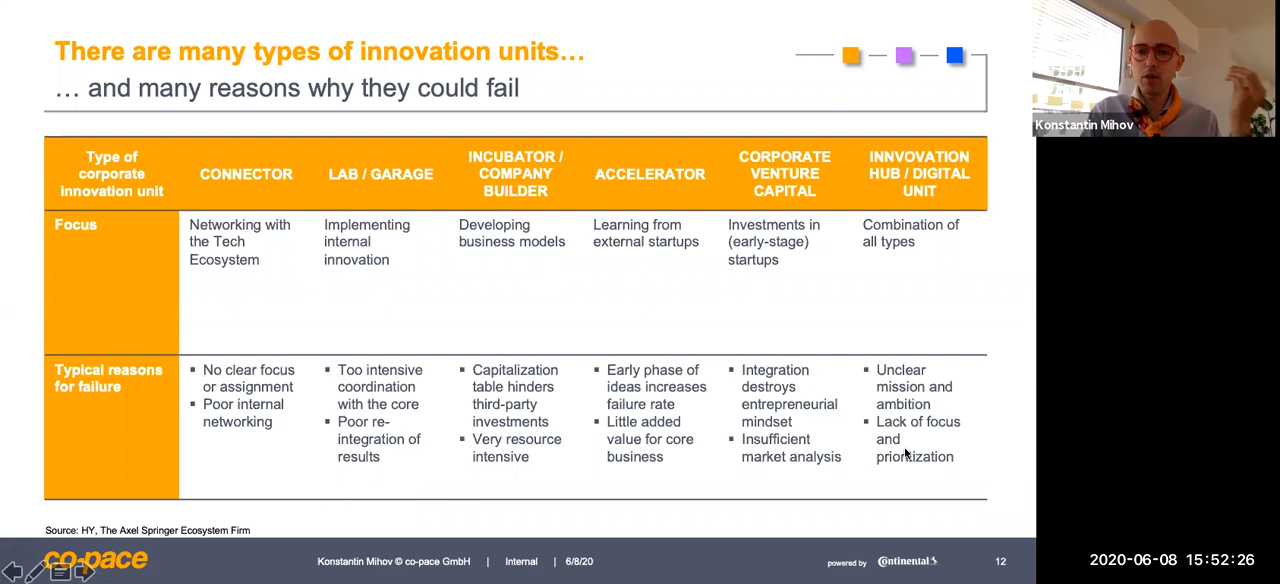 There are many types of innovation units…
… and many reasons why they could fail
Konstantin Mihov
Type of
corporate
innovation unit
CONNECTOR
LAB / GARAGE
INCUBATOR /
COMPANY
BUILDER
ACCELERATOR
CORPORATE
VENTURE
CAPITAL
INNVOVATION
HUB / DIGITAL
UNIT
Focus
Networking with
the Tech
Ecosystem
Implementing
internal
innovation
Developing
business models
Learning from
external startups
Investments in
(early-stage)
startups
Combination of
all types
Typical reasons
for failure
▪ No clear focus
or assignment
▪ Poor internal
networking
▪ Too intensive
coordination
with the core
▪ Poor re-
integration of
results
▪ Capitalization
table hinders
third-party
investments
▪ Very resource
intensive
▪ Early phase of
ideas increases
failure rate
▪ Little added
value for core
business
▪ Integration
destroys
entrepreneurial
mindset
▪ Insufficient
market analysis
▪ Unclear
mission and
ambition
▪ Lack of focus
and
prioritization
Source: HY, The Axel Springer Ecosystem Firm
co-pace
Konstantin Mihov © co-pace GmbH | Internal | 6/8/20
powered by Continental
12
2020-06-08 15:52:26